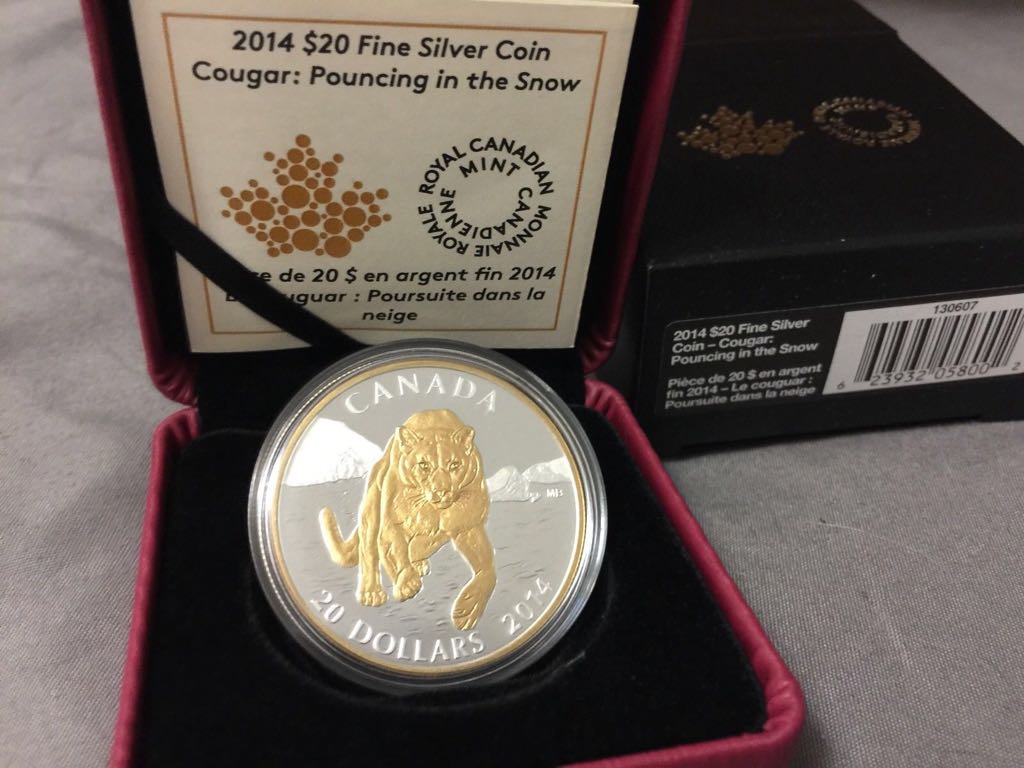 2014 $20 Fine Silver Coin
Cougar: Pouncing in the Snow
ROYAL CANADIAN MINT
MONNAIE ROYALE CANADIENNE
de 20 $ en argent fin 2014
: Poursuite dans la
neige
CANADA
MB
20 DOLLARS 2014
130607
2014 $20 Fine Silver
Coin – Cougar:
Pouncing in the Snow
Pièce de 20 $ en argent
fin 2014 – Le couguar :
Poursuite dans la neige
6 23932 05800 2